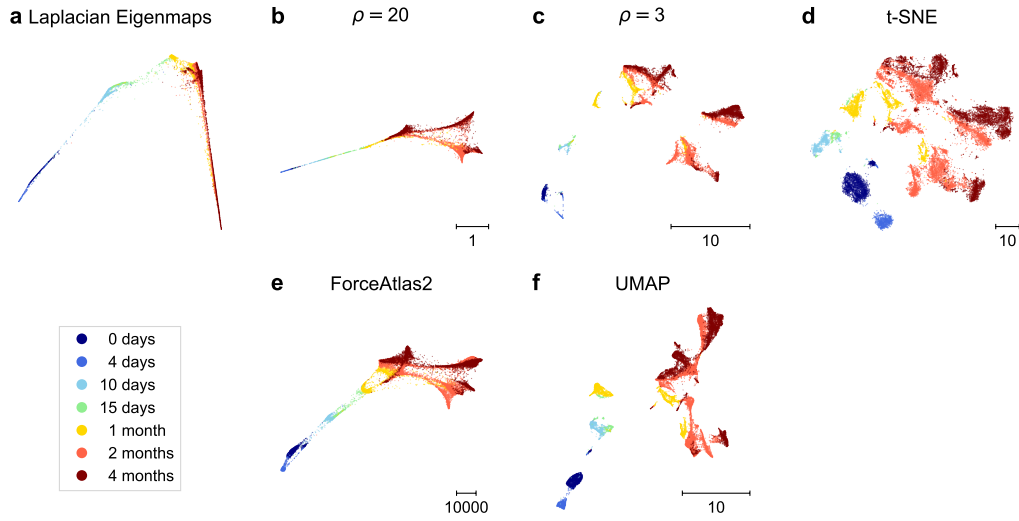 a Laplacian Eigenmaps
b ρ = 20
c ρ = 3
d t-SNE
1
10
10
e ForceAtlas2
f UMAP
0 days
4 days
10 days
15 days
1 month
2 months
4 months
10000
10